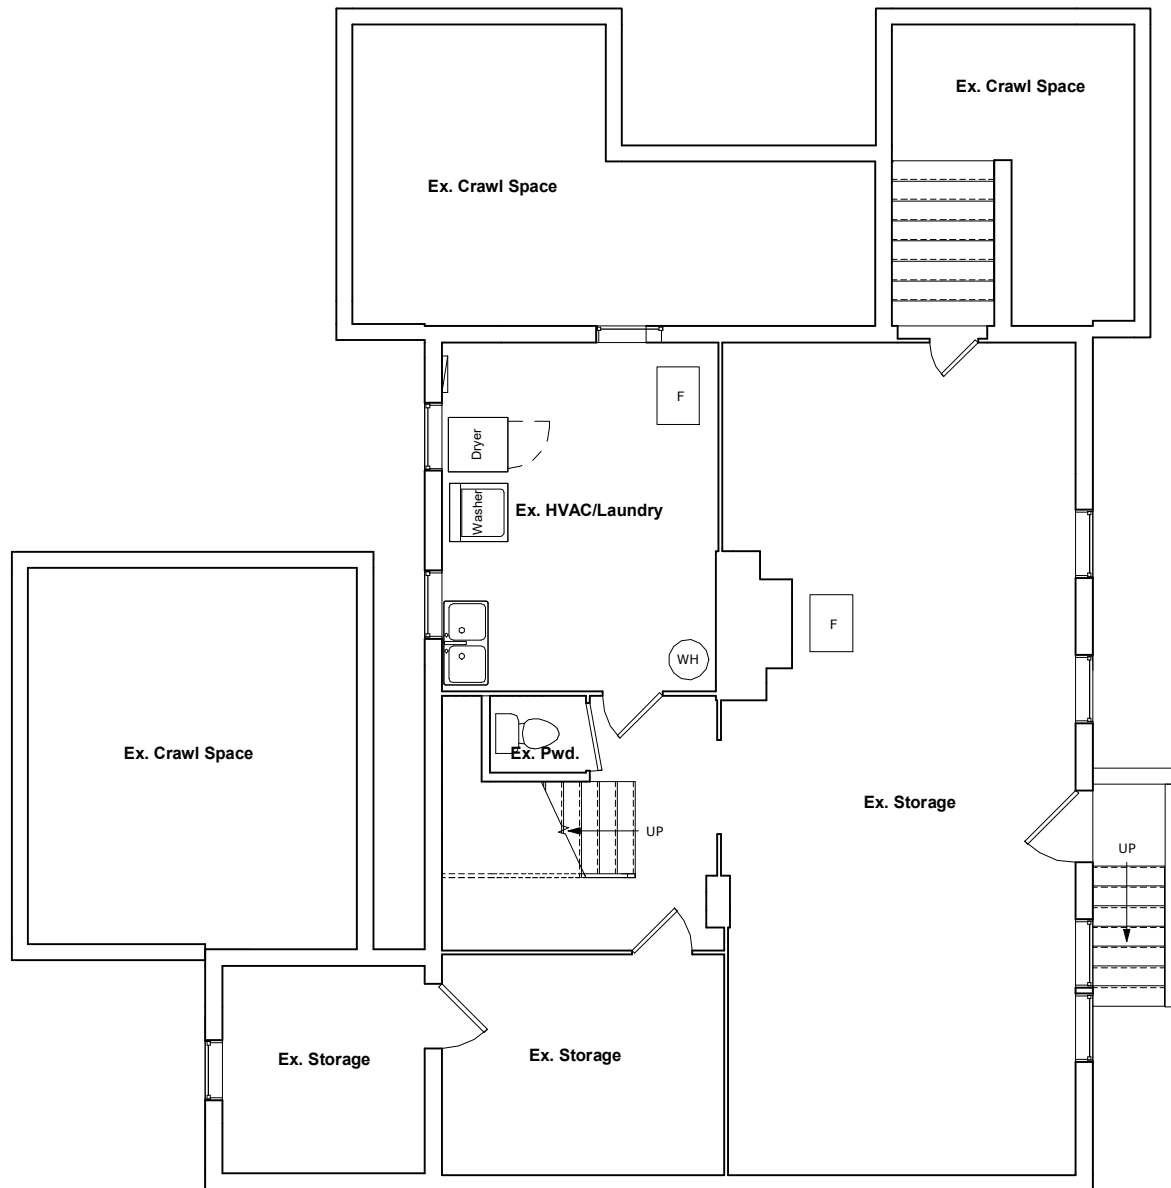 Ex. Crawl Space
Ex. Crawl Space
F
Dryer
Washer
Ex. HVAC/Laundry
F
WH
Ex. Crawl Space
Ex. Pwd.
Ex. Storage
UP
UP
Ex. Storage
Ex. Storage